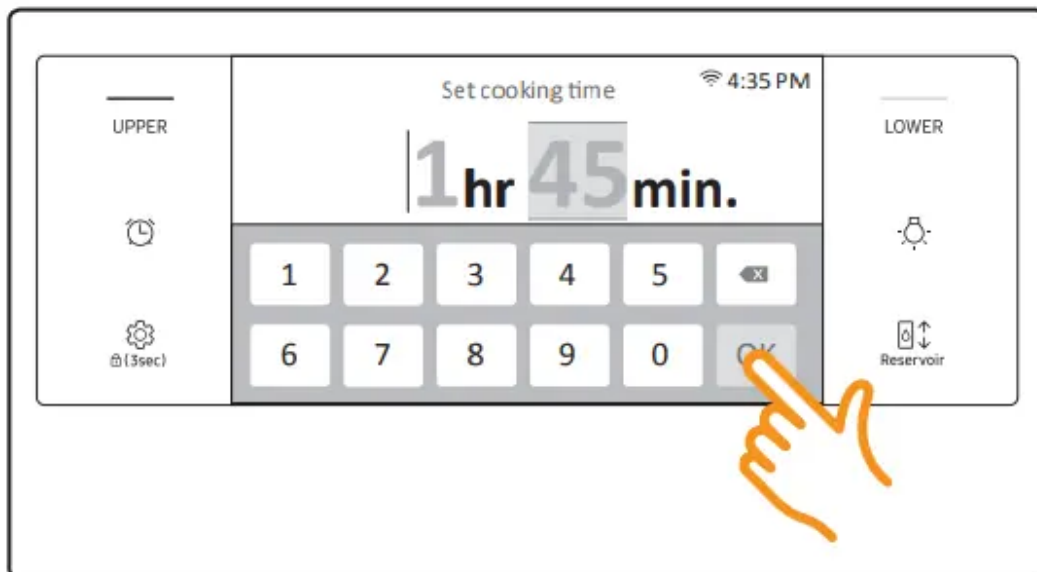 Set cooking time
4:35 PM
UPPER
LOWER
1hr 45min.
1 2 3 4 5
6 7 8 9 0 OK
(3sec)
Reservoir